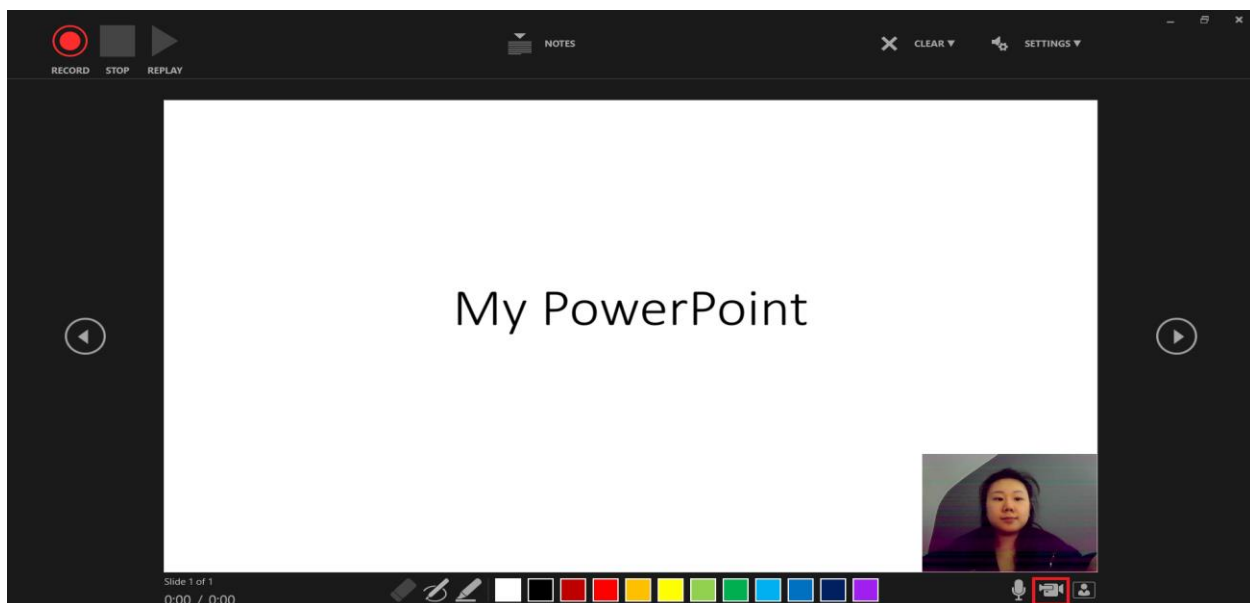 RECORD STOP REPLAY
NOTES
CLEAR ▼
SETTINGS ▼
My PowerPoint
Slide 1 of 1
0:00 / 0:00